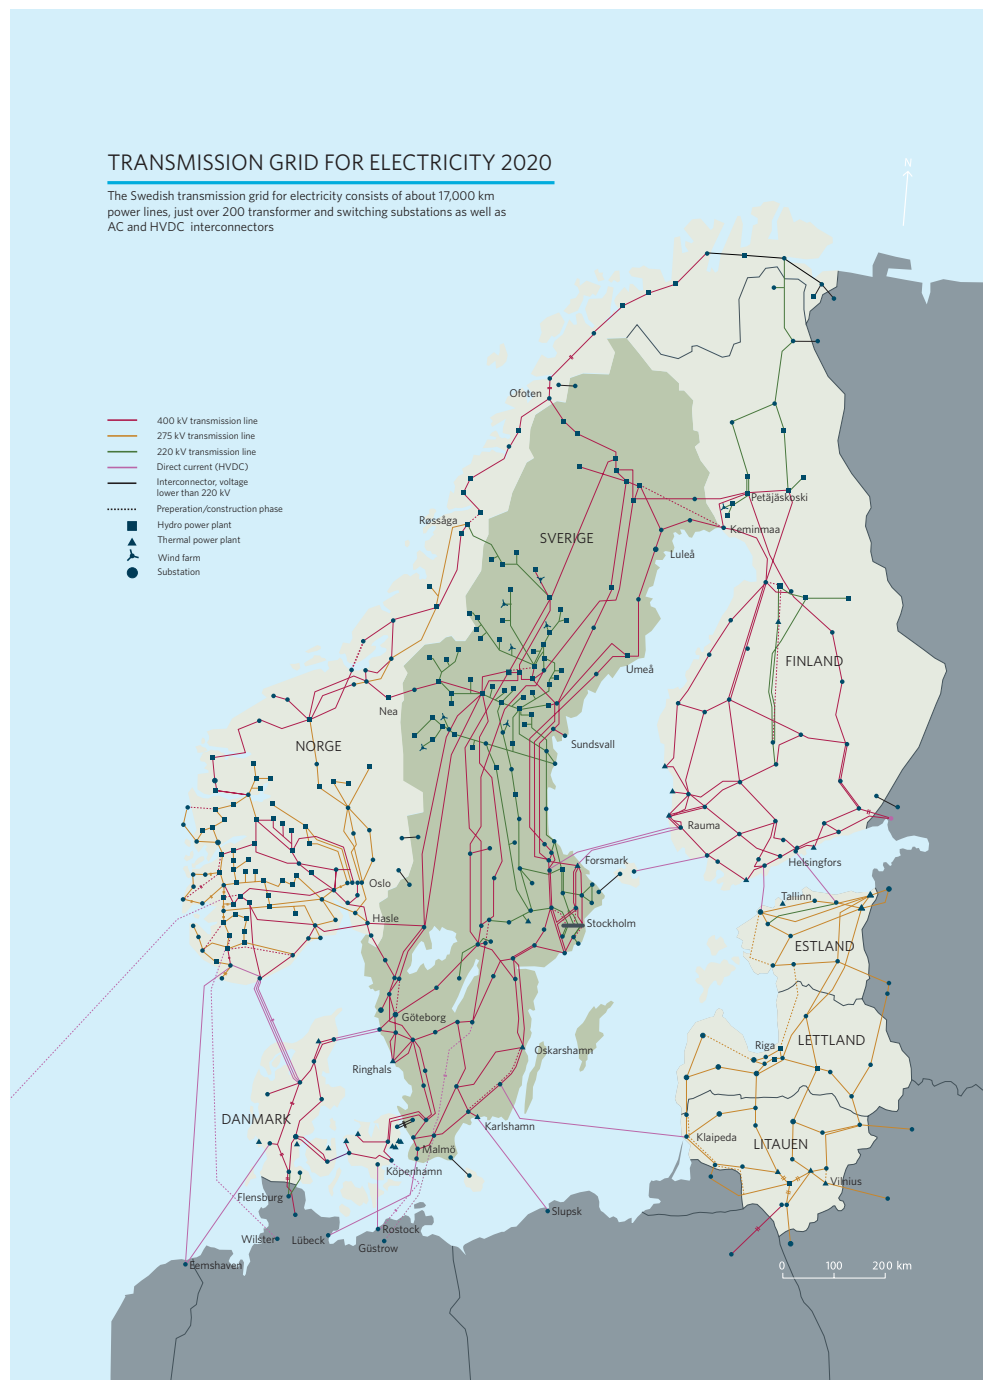 TRANSMISSION GRID FOR ELECTRICITY 2020
The Swedish transmission grid for electricity consists of about 17,000 km
power lines, just over 200 transformer and switching substations as well as
AC and HVDC interconnectors
N
Ofoten
400 kV transmission line
275 kV transmission line
220 kV transmission line
Direct current (HVDC)
Interconnector, voltage
lower than 220 kV
Preperation/construction phase
Hydro power plant
Thermal power plant
Wind farm
Substation
Petäjäskoski
Røssåga
Keminmaa
SVERIGE
Luleå
FINLAND
Umeå
Nea
NORGE
Sundsvall
Rauma
Forsmark
Helsingfors
Oslo
Tallinn
Hasle
Stockholm
ESTLAND
Göteborg
LETTLAND
Riga
Oskarshamn
Ringhals
DANMARK
Karlshamn
Klaipeda
LITAUEN
Malmö
Köpenhamn
Vilnius
Flensburg
Slupsk
Rostock
Wilster
Lübeck
Güstrow
Eemshaven
0 100 200 km